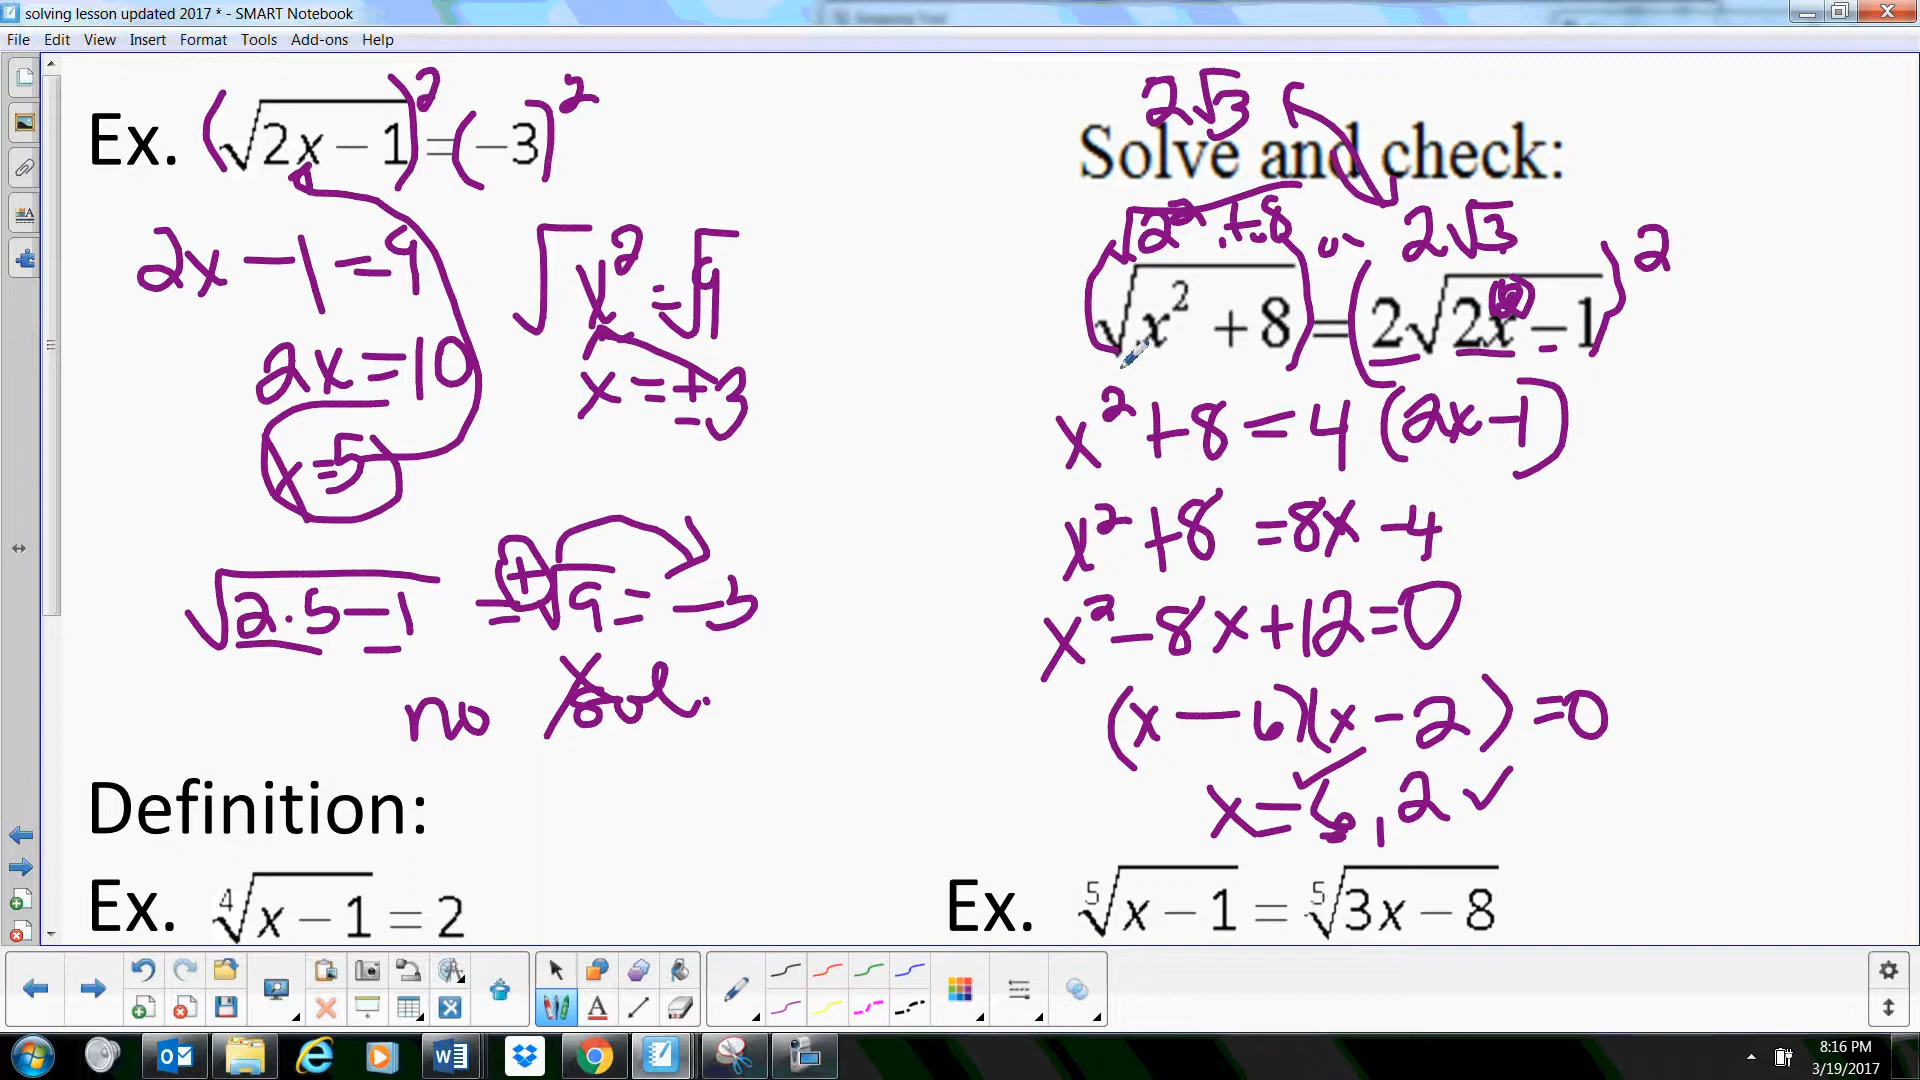 solving lesson updated 2017 * - SMART Notebook
File Edit View Insert Format Tools Add-ons Help
Ex. (√(2x − 1))² = (−3)²
2x − 1 = 9
2x = 10
x = 5
√x² = √9
x = ±3
√(2·5 − 1) = +√9 = −3
no sol.
Definition:
Ex. ⁴√(x − 1) = 2
2√3
Solve and check:
√(2² + 8) = 2√3
(√(x² + 8)) = (2√(2x − 1))²
x² + 8 = 4(2x − 1)
x² + 8 = 8x − 4
x² − 8x + 12 = 0
(x − 6)(x − 2) = 0
x = 6, 2 ✓
Ex. ⁵√(x − 1) = ⁵√(3x − 8)
8:16 PM
3/19/2017